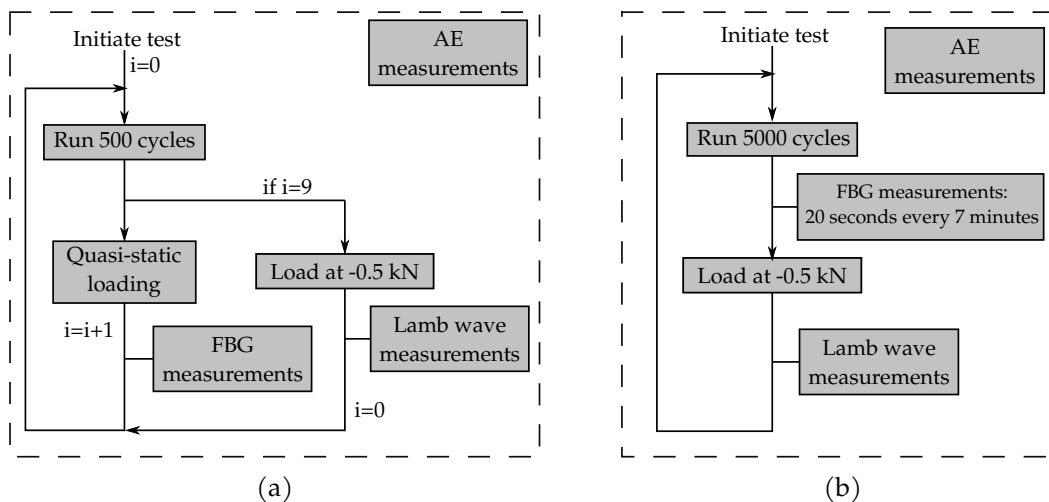 Initiate test
i=0
AE
measurements
Run 500 cycles
if i=9
Quasi-static
loading
Load at -0.5 kN
i=i+1
FBG
measurements
Lamb wave
measurements
i=0
(a)
Initiate test
AE
measurements
Run 5000 cycles
FBG measurements:
20 seconds every 7 minutes
Load at -0.5 kN
Lamb wave
measurements
(b)